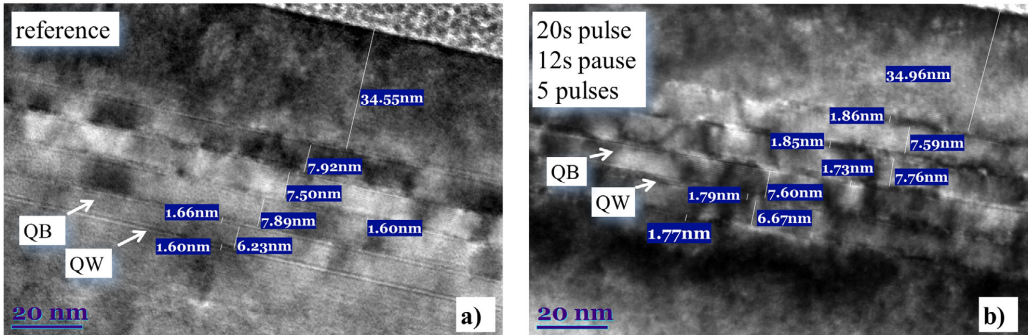 reference
34.55nm
7.92nm
7.50nm
1.66nm
7.89nm
1.60nm
QB
QW
1.60nm
6.23nm
20 nm
a)
20s pulse
12s pause
5 pulses
34.96nm
1.86nm
1.85nm
7.59nm
1.73nm
7.76nm
QB
QW
1.79nm
7.60nm
6.67nm
1.77nm
20 nm
b)